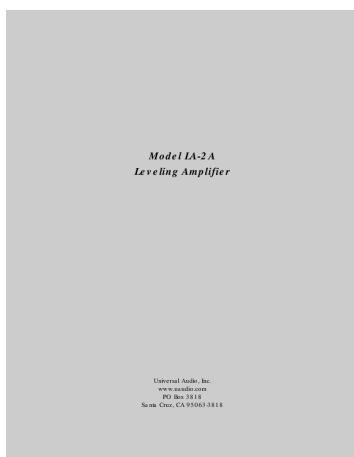 Model LA-2A
Leveling Amplifier
Universal Audio, Inc.
www.uaudio.com
PO Box 3818
Santa Cruz, CA 95063-3818